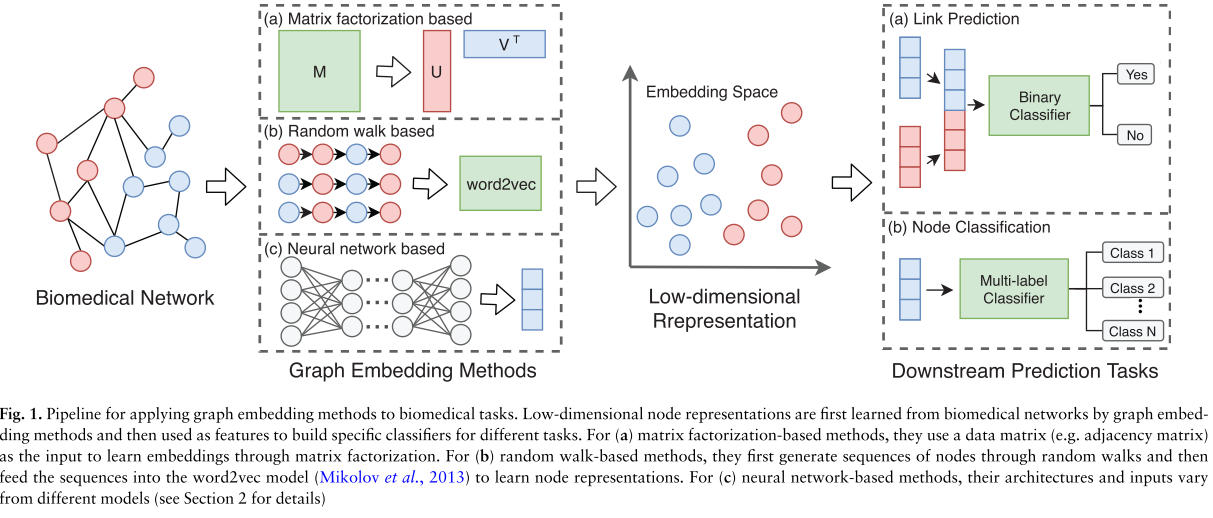 (a) Matrix factorization based
M
U
V T
(b) Random walk based
word2vec
(c) Neural network based
Biomedical Network
Graph Embedding Methods
Embedding Space
Low-dimensional
Rrepresentation
(a) Link Prediction
Binary
Classifier
Yes
No
(b) Node Classification
Multi-label
Classifier
Class 1
Class 2
Class N
Downstream Prediction Tasks
Fig. 1. Pipeline for applying graph embedding methods to biomedical tasks. Low-dimensional node representations are first learned from biomedical networks by graph embed-
ding methods and then used as features to build specific classifiers for different tasks. For (a) matrix factorization-based methods, they use a data matrix (e.g. adjacency matrix)
as the input to learn embeddings through matrix factorization. For (b) random walk-based methods, they first generate sequences of nodes through random walks and then
feed the sequences into the word2vec model (Mikolov et al., 2013) to learn node representations. For (c) neural network-based methods, their architectures and inputs vary
from different models (see Section 2 for details)